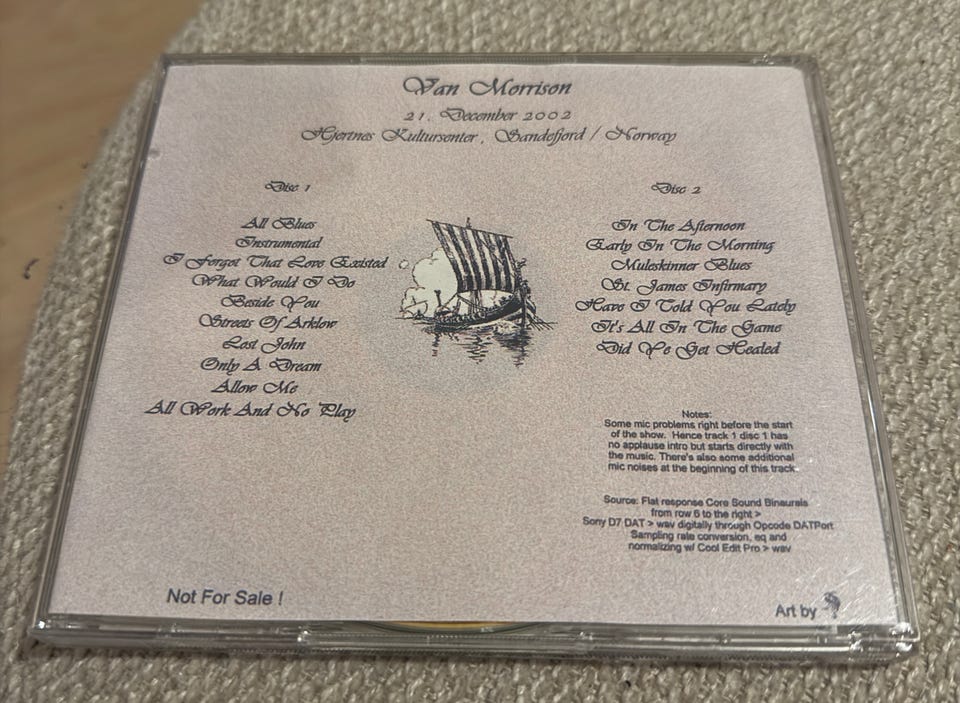 Van Morrison
21. December 2002
Hjertnes Kultursenter, Sandefjord / Norway
Disc 1
All Blues
Instrumental
I Forgot That Love Existed
What Would I Do
Beside You
Streets Of Arklow
Lost John
Only A Dream
Allow Me
All Work And No Play
Disc 2
In The Afternoon
Early In The Morning
Muleskinner Blues
St. James Infirmary
Have I Told You Lately
It's All In The Game
Did Ye Get Healed
Notes:
Some mic problems right before the start
of the show. Hence track 1 disc 1 has
no applause intro but starts directly with
the music. There's also some additional
mic noises at the beginning of this track.
Source: Flat response Core Sound Binaurals
from row 6 to the right >
Sony D7 DAT > wav digitally through Opcode DATPort
Sampling rate conversion, eq and
normalizing w/ Cool Edit Pro > wav
Not For Sale !
Art by